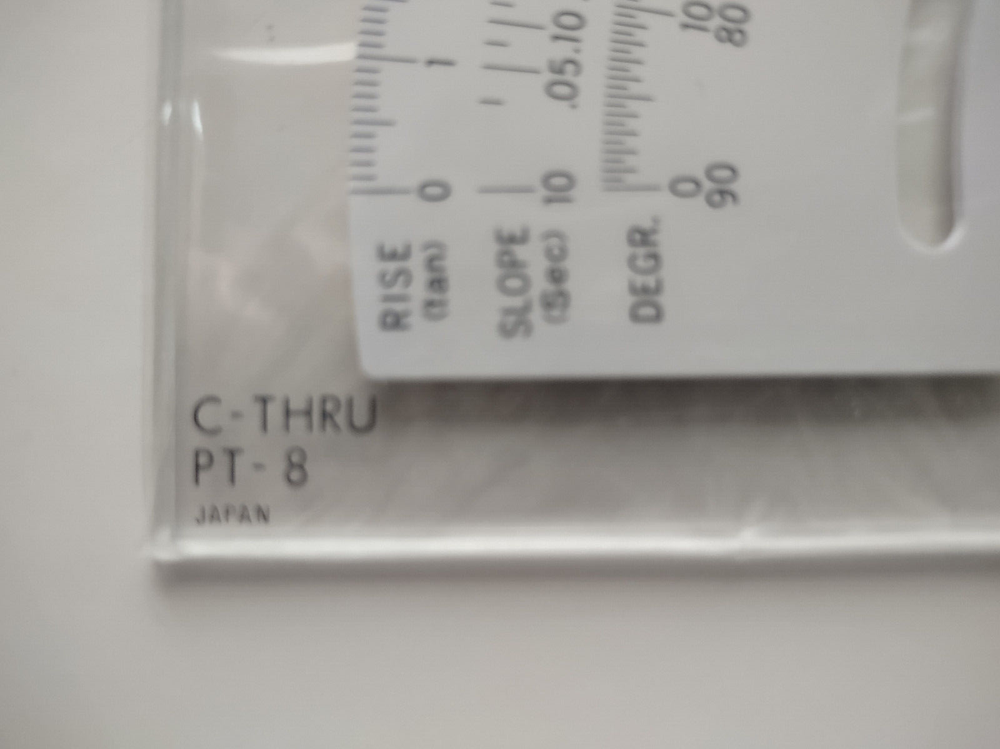 C-THRU
PT-8
JAPAN
RISE
(tan)
0
1
SLOPE
(Sec)
10
.05 .10
DEGR.
0
90
10
80